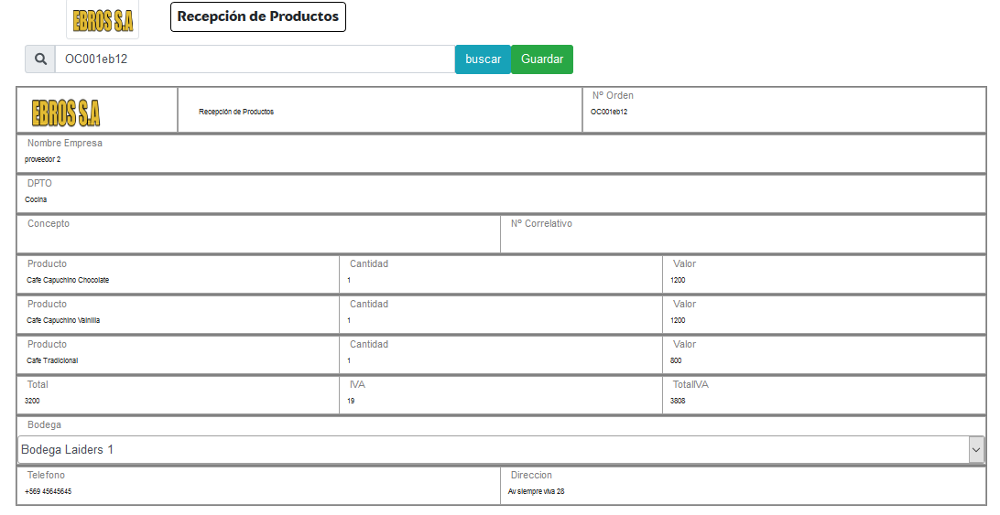 EBROS S.A Recepción de Productos
OC001eb12 buscar Guardar
EBROS S.A Recepción de Productos Nº Orden
OC001eb12
Nombre Empresa
proveedor 2
DPTO
Cocina
Concepto Nº Correlativo
Producto Cantidad Valor
Cafe Capuchino Chocolate 1 1200
Producto Cantidad Valor
Cafe Capuchino Vainilla 1 1200
Producto Cantidad Valor
Cafe Tradicional 1 800
Total IVA TotalIVA
3200 19 3808
Bodega
Bodega Laiders 1
Telefono Direccion
+569 45645645 Av siempre viva 28